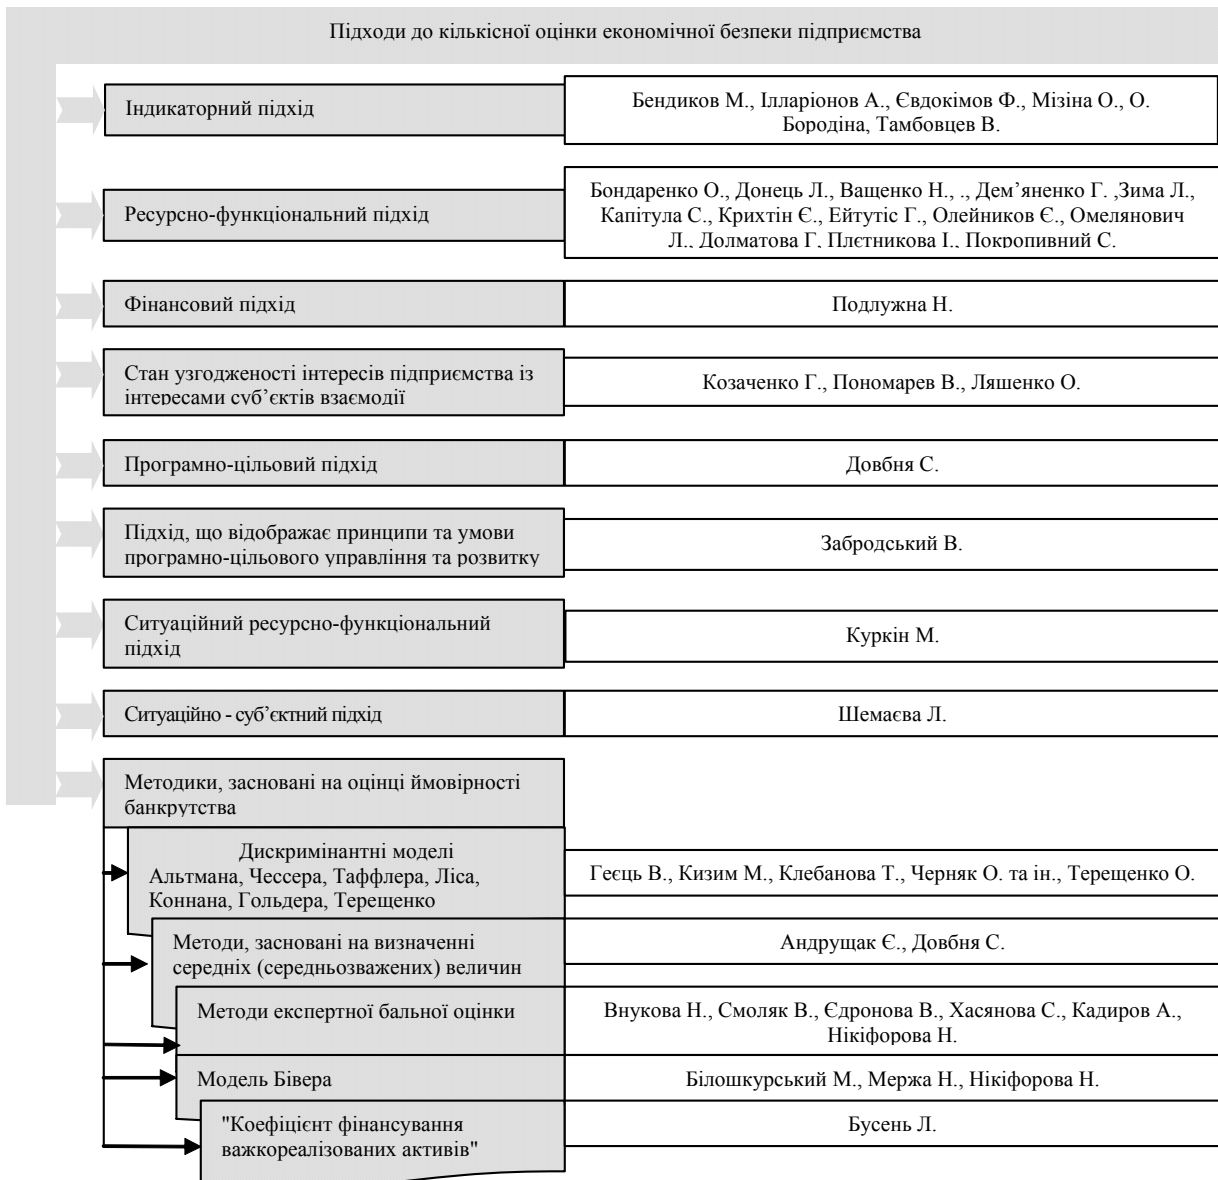 Підходи до кількісної оцінки економічної безпеки підприємства
Індикаторний підхід
Бендиков М., Ілларіонов А., Євдокімов Ф., Мізіна О., О.
Бородіна, Тамбовцев В.
Ресурсно-функціональний підхід
Бондаренко О., Донець Л., Ващенко Н., ., Дем’яненко Г. ,Зима Л.,
Капітула С., Крихтін Є., Ейтутіс Г., Олейников Є., Омелянович
Л., Долматова Г, Плєтникова І., Покропивний С.
Фінансовий підхід
Подлужна Н.
Стан узгодженості інтересів підприємства із
інтересами суб’єктів взаємодії
Козаченко Г., Пономарев В., Ляшенко О.
Програмно-цільовий підхід
Довбня С.
Підхід, що відображає принципи та умови
програмно-цільового управління та розвитку
Забродський В.
Ситуаційний ресурсно-функціональний
підхід
Куркін М.
Ситуаційно - суб’єктний підхід
Шемаєва Л.
Методики, засновані на оцінці ймовірності
банкрутства
Дискримінантні моделі
Альтмана, Чессера, Таффлера, Ліса,
Коннана, Гольдера, Терещенко
Геєць В., Кизим М., Клебанова Т., Черняк О. та ін., Терещенко О.
Методи, засновані на визначенні
середніх (середньозважених) величин
Андрущак Є., Довбня С.
Методи експертної бальної оцінки
Внукова Н., Смоляк В., Єдронова В., Хасянова С., Кадиров А.,
Нікіфорова Н.
Модель Бівера
Білошкурський М., Мержа Н., Нікіфорова Н.
"Коефіцієнт фінансування
важкореалізованих активів"
Бусень Л.